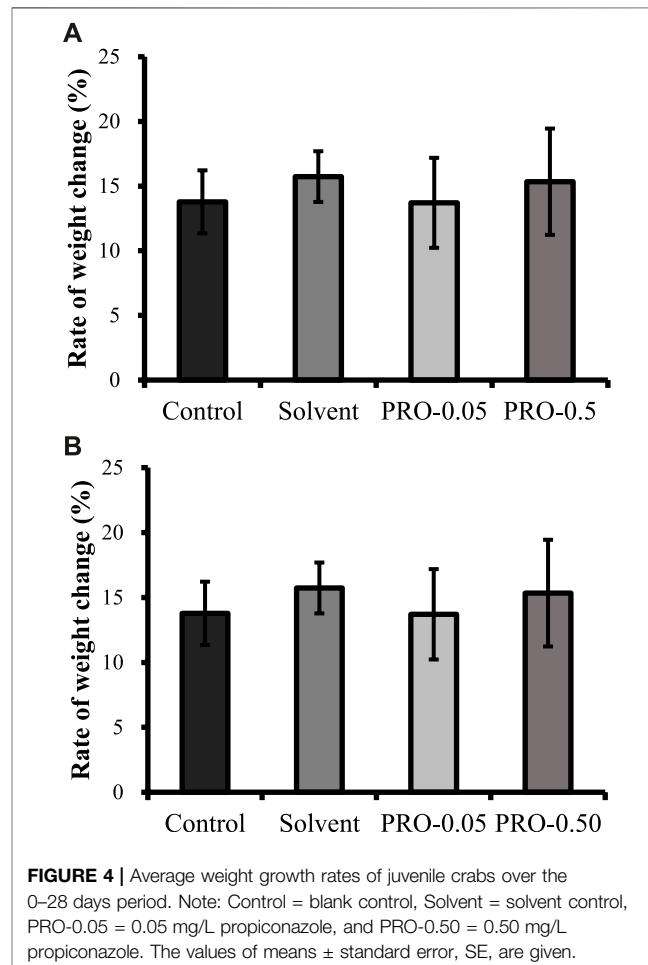 A
Rate of weight change (%)
25
20
15
10
5
0
Control Solvent PRO-0.05 PRO-0.5
B
Rate of weight change (%)
25
20
15
10
5
0
Control Solvent PRO-0.05 PRO-0.50
FIGURE 4 | Average weight growth rates of juvenile crabs over the
0–28 days period. Note: Control = blank control, Solvent = solvent control,
PRO-0.05 = 0.05 mg/L propiconazole, and PRO-0.50 = 0.50 mg/L
propiconazole. The values of means ± standard error, SE, are given.